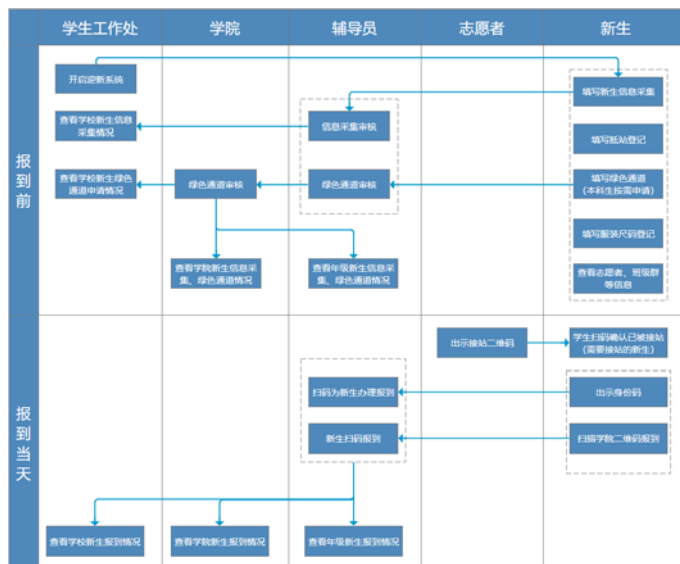 学生工作处
学院
辅导员
志愿者
新生
报到前
开启迎新系统
填写新生信息采集
查看学校新生信息
采集情况
信息采集审核
填写抵站登记
查看学校新生绿色
通道申请情况
绿色通道审核
绿色通道审核
填写绿色通道
(本科生按需申请)
填写服装尺码登记
查看学院新生信息采
集、绿色通道情况
查看年级新生信息采
集、绿色通道情况
查看志愿者、班级群
等信息
报到当天
出示接站二维码
学生扫码确认已被接站
(需要接站的新生)
扫码为新生办理报到
出示身份码
新生扫码报到
扫描学院二维码报到
查看学校新生报到情况
查看学院新生报到情况
查看年级新生报到情况